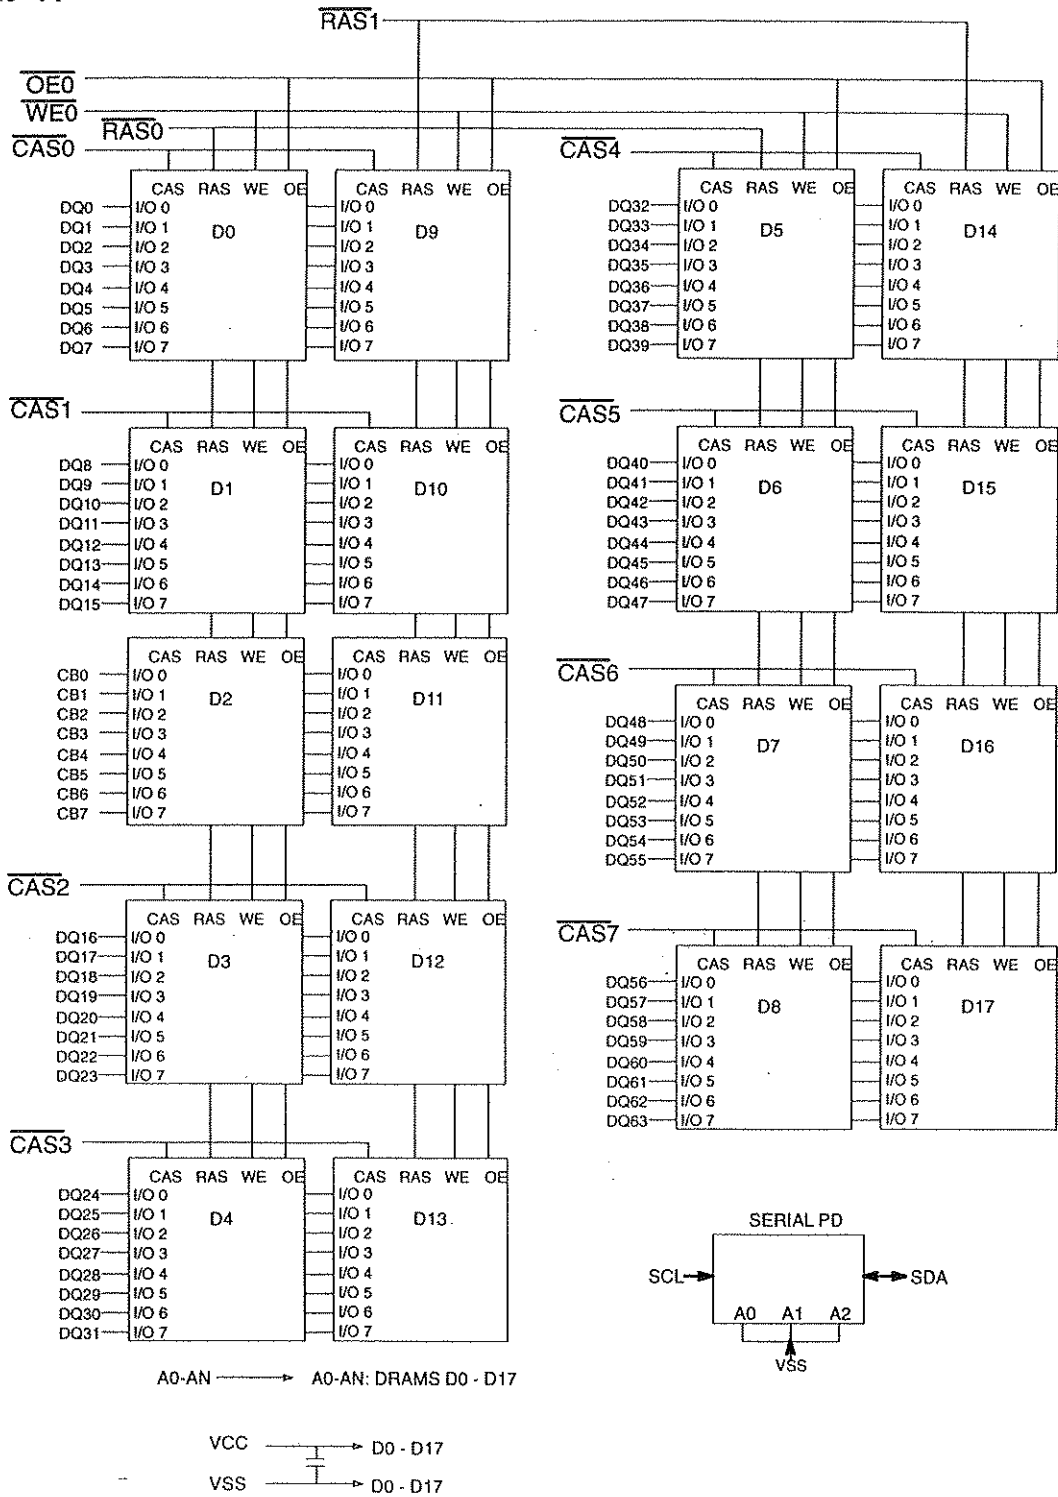 RAS1
OE0
WE0
RAS0
CAS0
CAS RAS WE OE
RAS WE OE
DQ0 I/O 0 I/O 0
DQ1 I/O 1 D0 I/O 1 D9
DQ2 I/O 2 I/O 2
DQ3 I/O 3 I/O 3
DQ4 I/O 4 I/O 4
DQ5 I/O 5 I/O 5
DQ6 I/O 6 I/O 6
DQ7 I/O 7 I/O 7
CAS1
CAS RAS WE OE CAS RAS WE OE
DQ8 I/O 0 I/O 0
DQ9 I/O 1 D1 I/O 1 D10
DQ10 I/O 2 I/O 2
DQ11 I/O 3 I/O 3
DQ12 I/O 4 I/O 4
DQ13 I/O 5 I/O 5
DQ14 I/O 6 I/O 6
DQ15 I/O 7 I/O 7
CAS RAS WE OE CAS RAS WE OE
CB0 I/O 0 I/O 0
CB1 I/O 1 D2 I/O 1 D11
CB2 I/O 2 I/O 2
CB3 I/O 3 I/O 3
CB4 I/O 4 I/O 4
CB5 I/O 5 I/O 5
CB6 I/O 6 I/O 6
CB7 I/O 7 I/O 7
CAS2
CAS RAS WE OE CAS RAS WE OE
DQ16 I/O 0 I/O 0
DQ17 I/O 1 D3 I/O 1 D12
DQ18 I/O 2 I/O 2
DQ19 I/O 3 I/O 3
DQ20 I/O 4 I/O 4
DQ21 I/O 5 I/O 5
DQ22 I/O 6 I/O 6
DQ23 I/O 7 I/O 7
CAS3
CAS RAS WE OE CAS RAS WE OE
DQ24 I/O 0 I/O 0
DQ25 I/O 1 D4 I/O 1 D13
DQ26 I/O 2 I/O 2
DQ27 I/O 3 I/O 3
DQ28 I/O 4 I/O 4
DQ29 I/O 5 I/O 5
DQ30 I/O 6 I/O 6
DQ31 I/O 7 I/O 7
A0-AN A0-AN: DRAMS D0 - D17
VCC D0 - D17
VSS D0 - D17
CAS4
CAS RAS WE OE CAS RAS WE OE
DQ32 I/O 0 I/O 0
DQ33 I/O 1 D5 I/O 1 D14
DQ34 I/O 2 I/O 2
DQ35 I/O 3 I/O 3
DQ36 I/O 4 I/O 4
DQ37 I/O 5 I/O 5
DQ38 I/O 6 I/O 6
DQ39 I/O 7 I/O 7
CAS5
CAS RAS WE OE CAS RAS WE OE
DQ40 I/O 0 I/O 0
DQ41 I/O 1 D6 I/O 1 D15
DQ42 I/O 2 I/O 2
DQ43 I/O 3 I/O 3
DQ44 I/O 4 I/O 4
DQ45 I/O 5 I/O 5
DQ46 I/O 6 I/O 6
DQ47 I/O 7 I/O 7
CAS6
CAS RAS WE OE CAS RAS WE OE
DQ48 I/O 0 I/O 0
DQ49 I/O 1 D7 I/O 1 D16
DQ50 I/O 2 I/O 2
DQ51 I/O 3 I/O 3
DQ52 I/O 4 I/O 4
DQ53 I/O 5 I/O 5
DQ54 I/O 6 I/O 6
DQ55 I/O 7 I/O 7
CAS7
CAS RAS WE OE CAS RAS WE OE
DQ56 I/O 0 I/O 0
DQ57 I/O 1 D8 I/O 1 D17
DQ58 I/O 2 I/O 2
DQ59 I/O 3 I/O 3
DQ60 I/O 4 I/O 4
DQ61 I/O 5 I/O 5
DQ62 I/O 6 I/O 6
DQ63 I/O 7 I/O 7
SERIAL PD
SCL SDA
A0 A1 A2
VSS